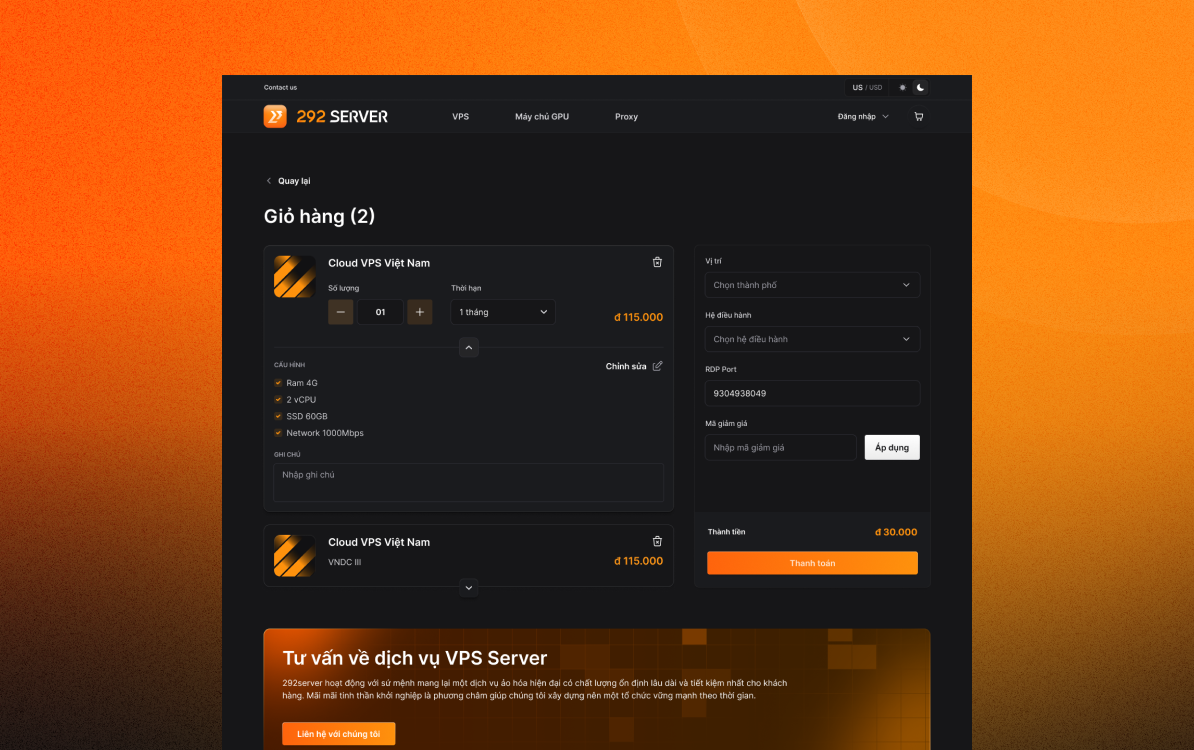 Contact us
US / USD
292 SERVER
VPS
Máy chủ GPU
Proxy
Đăng nhập
Quay lại
Giỏ hàng (2)
Cloud VPS Việt Nam
Số lượng
Thời hạn
01
1 tháng
đ 115.000
CẤU HÌNH
Chỉnh sửa
Ram 4G
2 vCPU
SSD 60GB
Network 1000Mbps
GHI CHÚ
Nhập ghi chú
Cloud VPS Việt Nam
VNDC III
đ 115.000
Vị trí
Chọn thành phố
Hệ điều hành
Chọn hệ điều hành
RDP Port
9304938049
Mã giảm giá
Nhập mã giảm giá
Áp dụng
Thành tiền
đ 30.000
Thanh toán
Tư vấn về dịch vụ VPS Server
292server hoạt động với sứ mệnh mang lại một dịch vụ ảo hóa hiện đại có chất lượng ổn định lâu dài và tiết kiệm nhất cho khách
hàng. Mãi mãi tinh thần khởi nghiệp là phương châm giúp chúng tôi xây dựng nên một tổ chức vững mạnh theo thời gian.
Liên hệ với chúng tôi